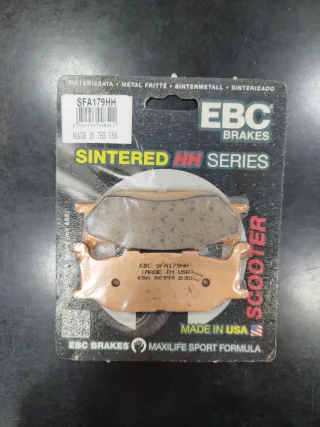 SINTERIZZATA • METAL FRITTÉ • SINTERMETALL • SINTERIZADO
SFA179HH
MADE IN THE USA
EBC
BRAKES
SINTERED HH SERIES
EBC SFA179HH
(MADE IN USA)
SCOOTER
MADE IN USA
EBC BRAKES
MAXILIFE SPORT FORMULA